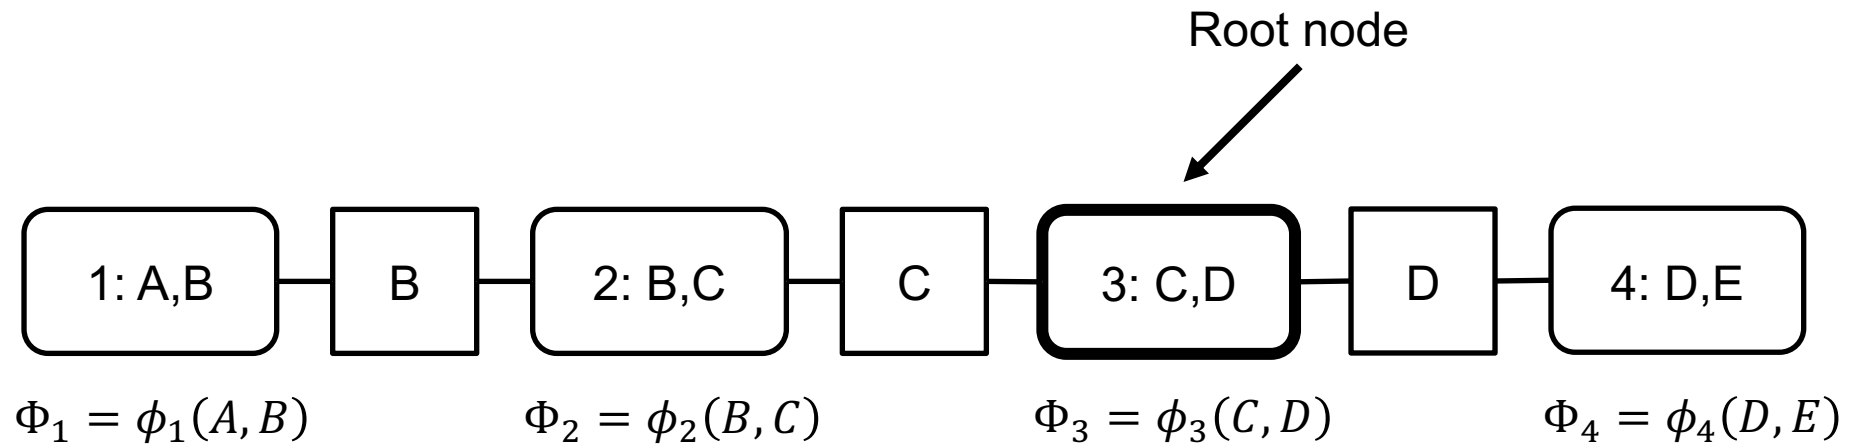 Root node
1: A,B
B
2: B,C
C
3: C,D
D
4: D,E
Φ₁ = ϕ₁(A, B)
Φ₂ = ϕ₂(B, C)
Φ₃ = ϕ₃(C, D)
Φ₄ = ϕ₄(D, E)